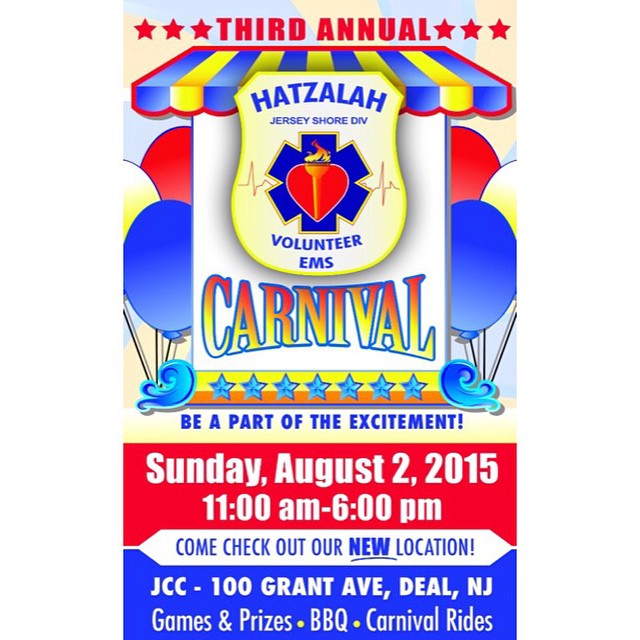 THIRD ANNUAL
HATZALAH
JERSEY SHORE DIV
VOLUNTEER
EMS
CARNIVAL
BE A PART OF THE EXCITEMENT!
Sunday, August 2, 2015
11:00 am-6:00 pm
COME CHECK OUT OUR NEW LOCATION!
JCC - 100 GRANT AVE, DEAL, NJ
Games & Prizes • BBQ • Carnival Rides